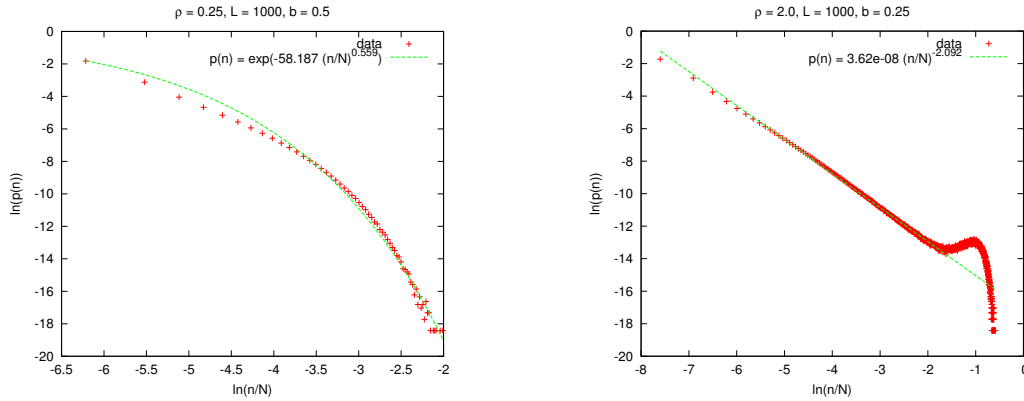 ρ = 0.25, L = 1000, b = 0.5
data
p(n) = exp(-58.187 (n/N)^0.559)
ln(p(n))
0
-2
-4
-6
-8
-10
-12
-14
-16
-18
-20
-6.5 -6 -5.5 -5 -4.5 -4 -3.5 -3 -2.5 -2
ln(n/N)
ρ = 2.0, L = 1000, b = 0.25
data
p(n) = 3.62e-08 (n/N)^-2.092
ln(p(n))
0
-2
-4
-6
-8
-10
-12
-14
-16
-18
-20
-8 -7 -6 -5 -4 -3 -2 -1 0
ln(n/N)